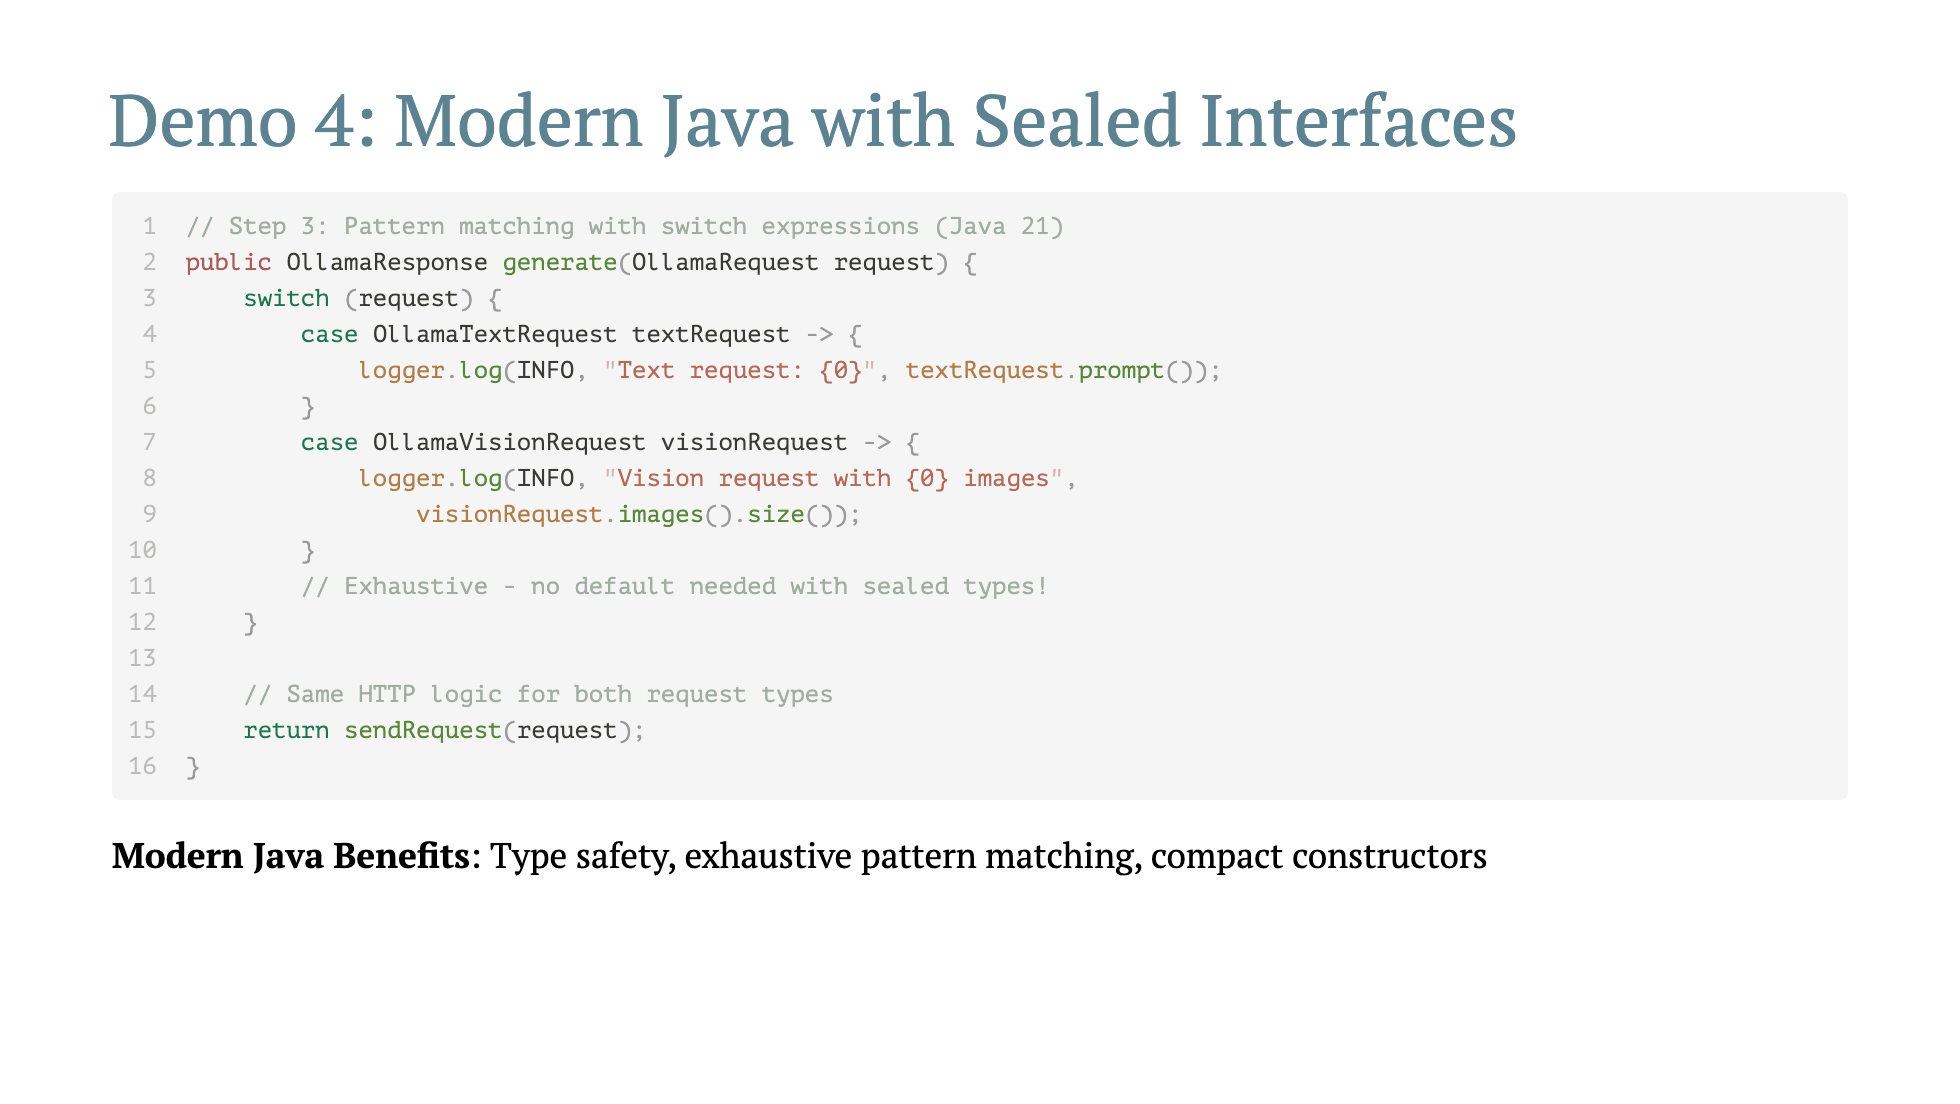 Demo 4: Modern Java with Sealed Interfaces
1 // Step 3: Pattern matching with switch expressions (Java 21)
2 public OllamaResponse generate(OllamaRequest request) {
3     switch (request) {
4         case OllamaTextRequest textRequest -> {
5             logger.log(INFO, "Text request: {0}", textRequest.prompt());
6         }
7         case OllamaVisionRequest visionRequest -> {
8             logger.log(INFO, "Vision request with {0} images",
9                 visionRequest.images().size());
10         }
11         // Exhaustive - no default needed with sealed types!
12     }
13
14     // Same HTTP logic for both request types
15     return sendRequest(request);
16 }
Modern Java Benefits: Type safety, exhaustive pattern matching, compact constructors